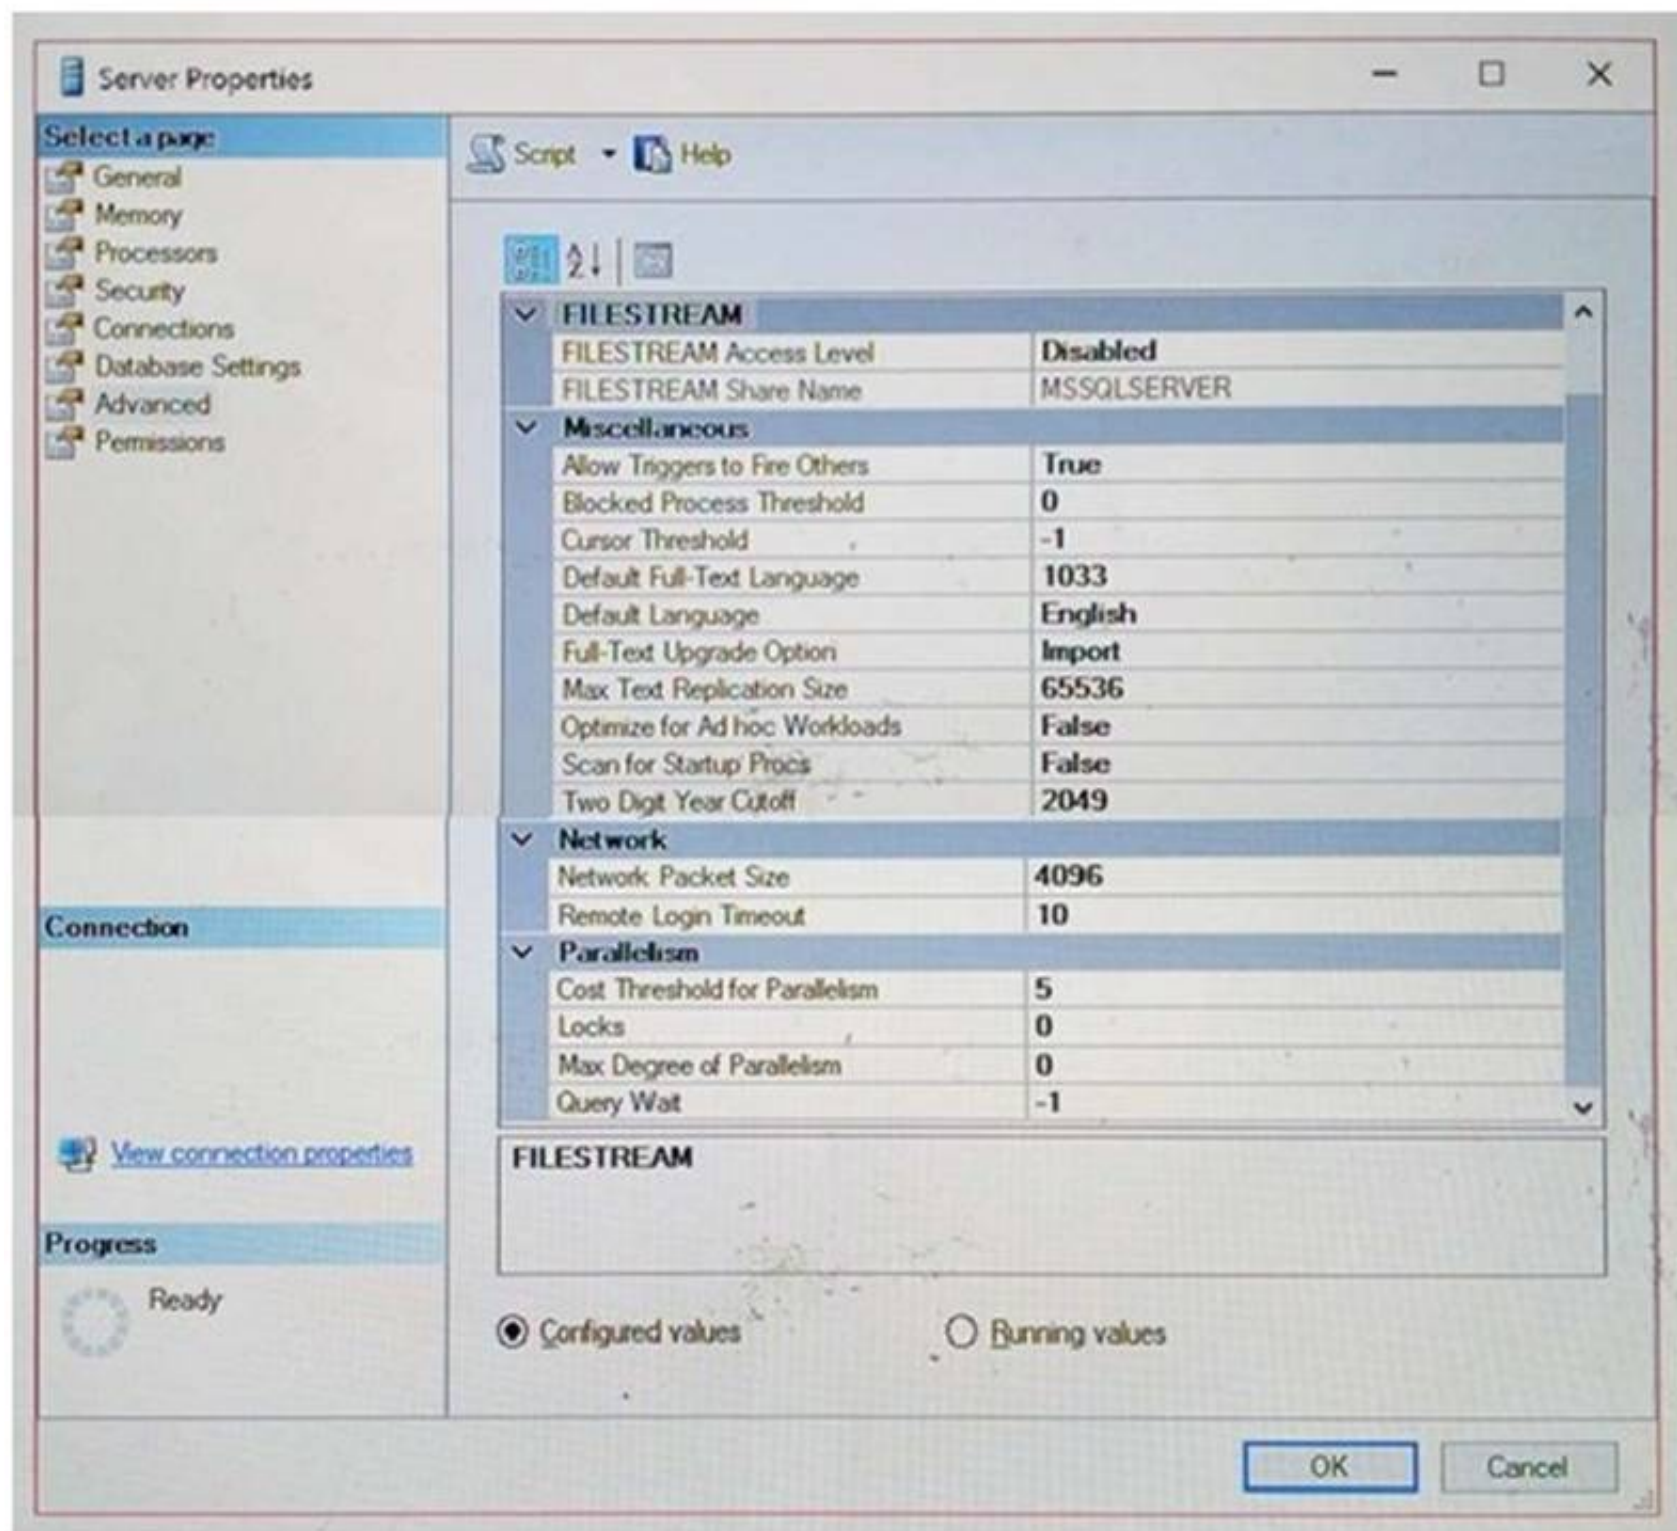 Server Properties
Select a page
General
Memory
Processors
Security
Connections
Database Settings
Advanced
Permissions
Connection
View connection properties
Progress
Ready
Script
Help
FILESTREAM
FILESTREAM Access Level Disabled
FILESTREAM Share Name MSSQLSERVER
Miscellaneous
Allow Triggers to Fire Others True
Blocked Process Threshold 0
Cursor Threshold -1
Default Full-Text Language 1033
Default Language English
Full-Text Upgrade Option Import
Max Text Replication Size 65536
Optimize for Ad hoc Workloads False
Scan for Startup Procs False
Two Digit Year Cutoff 2049
Network
Network Packet Size 4096
Remote Login Timeout 10
Parallelism
Cost Threshold for Parallelism 5
Locks 0
Max Degree of Parallelism 0
Query Wait -1
FILESTREAM
Configured values
Running values
OK
Cancel